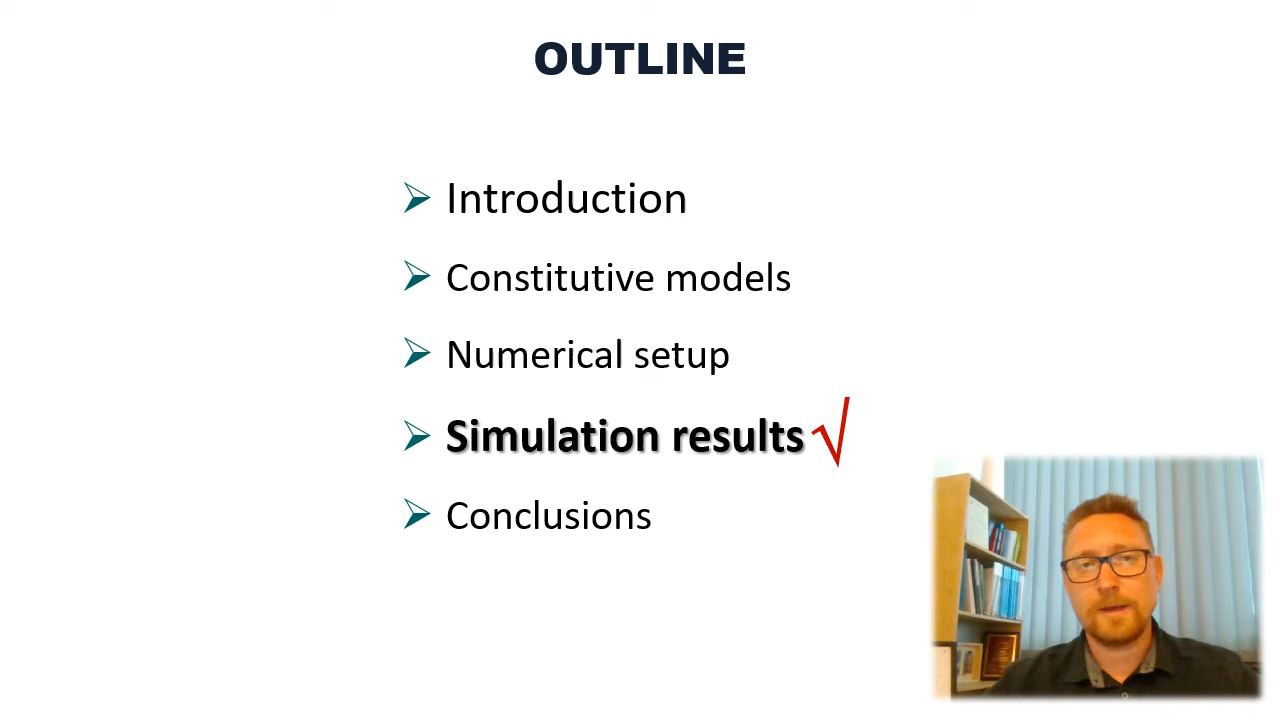 OUTLINE
Introduction
Constitutive models
Numerical setup
Simulation results √
Conclusions